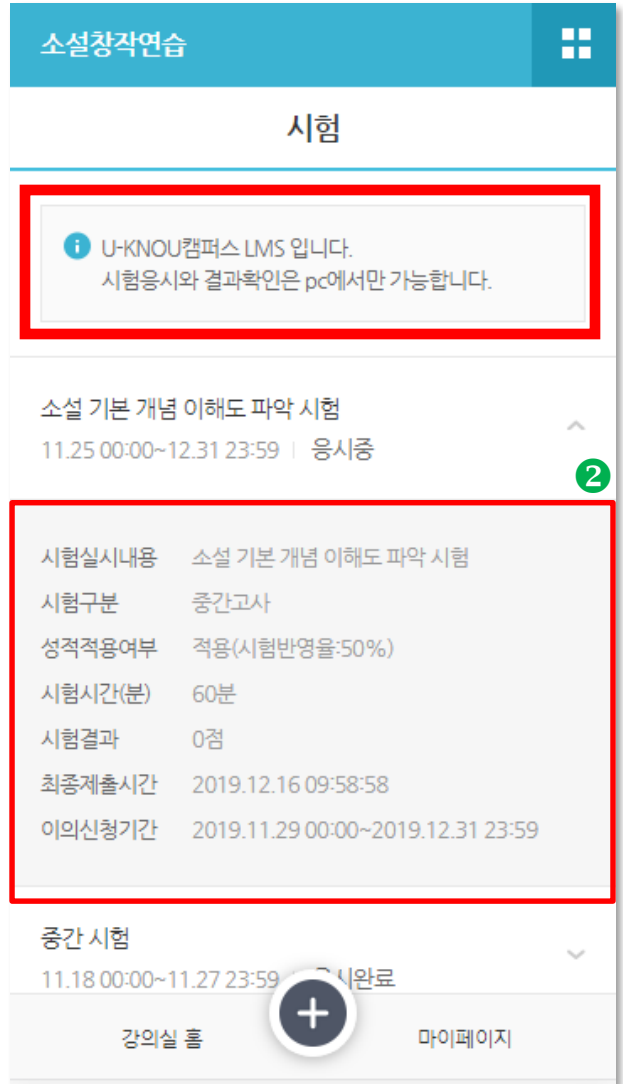 소설창작연습
시험
U-KNOU캠퍼스 LMS 입니다.
시험응시와 결과확인은 pc에서만 가능합니다.
소설 기본 개념 이해도 파악 시험
11.25 00:00~12.31 23:59 | 응시중
2
시험실시내용 소설 기본 개념 이해도 파악 시험
시험구분 중간고사
성적적용여부 적용(시험반영율:50%)
시험시간(분) 60분
시험결과 0점
최종제출시간 2019.12.16 09:58:58
이의신청기간 2019.11.29 00:00~2019.12.31 23:59
중간 시험
11.18 00:00~11.27 23:59 응시완료
강의실 홈 마이페이지